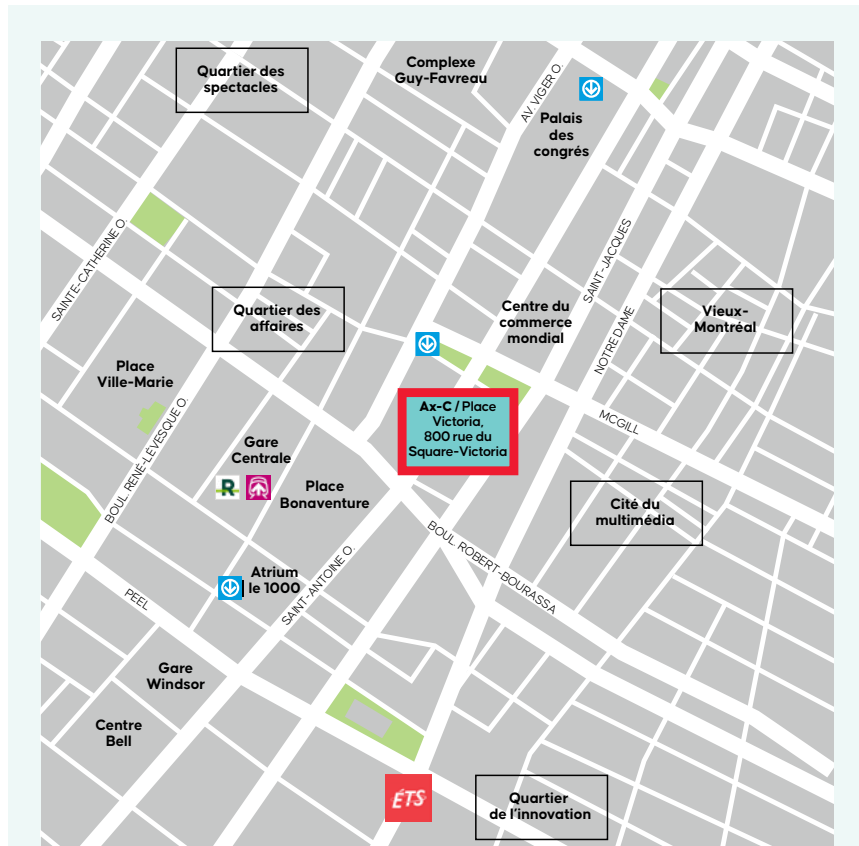 Quartier des
spectacles
Complexe
Guy-Favreau
AV. VIGER O.
Palais
des
congrés
SAINTE-CATHERINE O.
SAINT-JACQUES
Quartier des
affaires
Centre du
commerce
mondial
Vieux-
Montréal
NOTRE DAME
Place
Ville-Marie
Ax-C / Place
Victoria,
800 rue du
Square-Victoria
MCGILL
BOUL. RENÉ-LÉVESQUE O.
Gare
Centrale
R
Place
Bonaventure
Cité du
multimédia
BOUL. ROBERT-BOURASSA
SAINT-ANTOINE O.
Atrium
le 1000
PEEL
Gare
Windsor
Centre
Bell
ÉTS
Quartier
de l'innovation